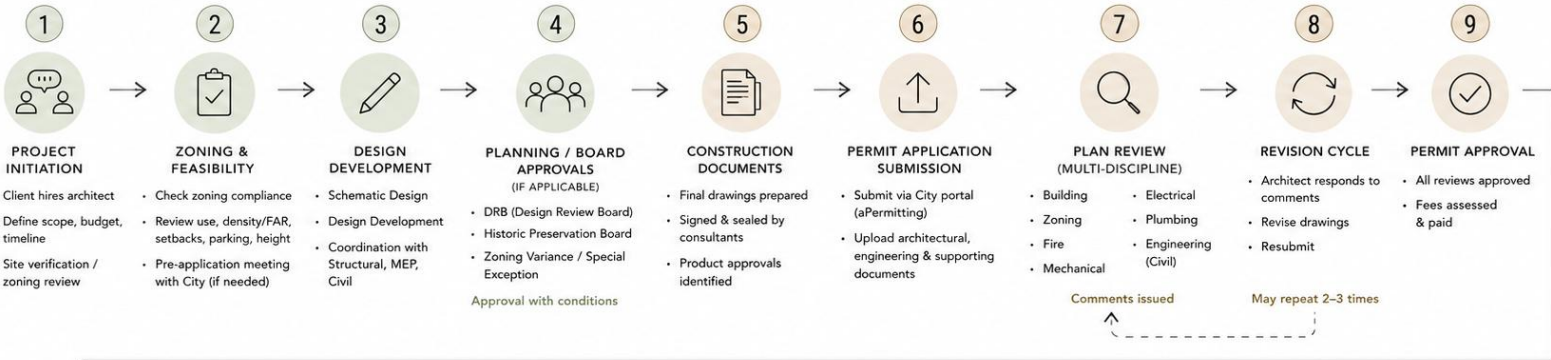 1
PROJECT
INITIATION
Client hires architect
Define scope, budget,
timeline
Site verification /
zoning review
2
ZONING &
FEASIBILITY
• Check zoning compliance
• Review use, density/FAR,
setbacks, parking, height
• Pre-application meeting
with City (if needed)
3
DESIGN
DEVELOPMENT
• Schematic Design
• Design Development
• Coordination with
Structural, MEP,
Civil
4
PLANNING / BOARD
APPROVALS
(IF APPLICABLE)
• DRB (Design Review Board)
• Historic Preservation Board
• Zoning Variance / Special
Exception
Approval with conditions
5
CONSTRUCTION
DOCUMENTS
• Final drawings prepared
• Signed & sealed by
consultants
• Product approvals
identified
6
PERMIT APPLICATION
SUBMISSION
• Submit via City portal
(aPermitting)
• Upload architectural,
engineering & supporting
documents
7
PLAN REVIEW
(MULTI-DISCIPLINE)
• Building
• Zoning
• Fire
• Mechanical
• Electrical
• Plumbing
• Engineering
(Civil)
Comments issued
8
REVISION CYCLE
• Architect responds to
comments
• Revise drawings
• Resubmit
May repeat 2–3 times
9
PERMIT APPROVAL
• All reviews approved
• Fees assessed
& paid